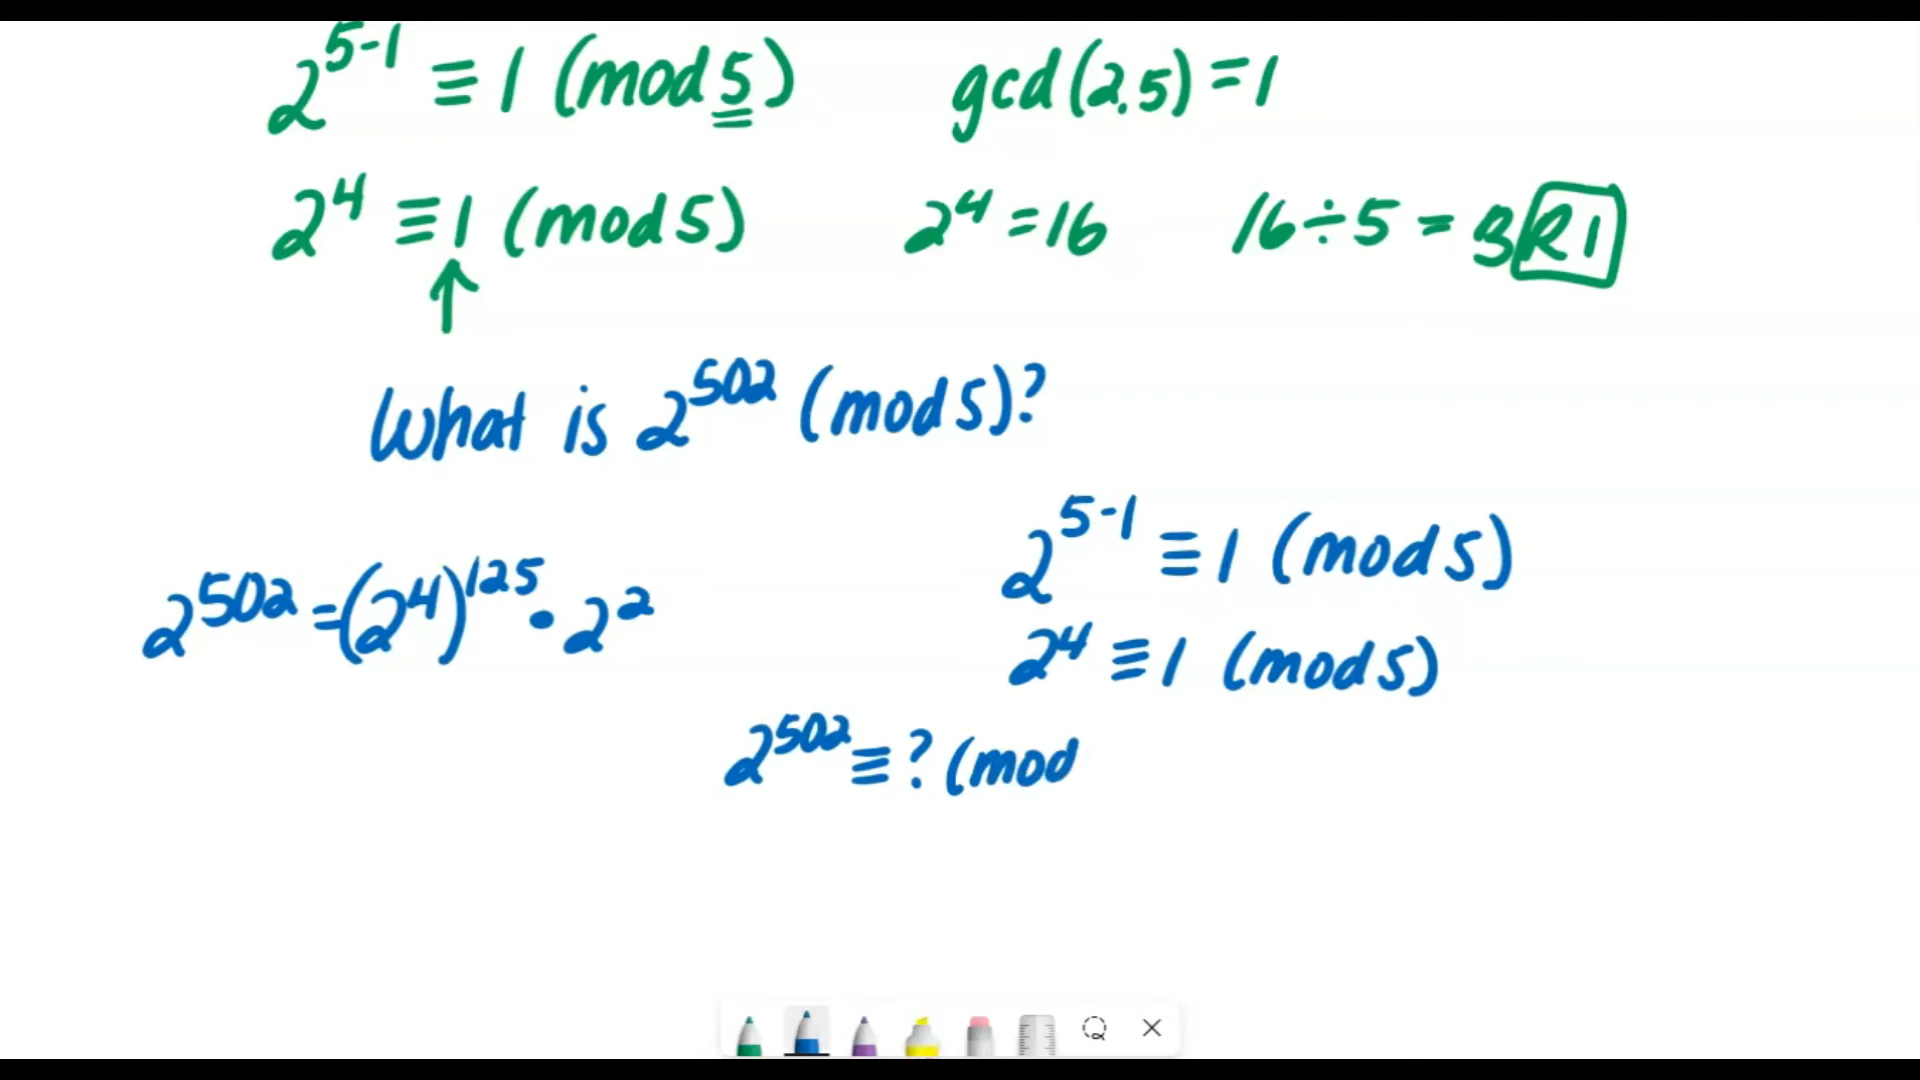 2^{5-1} ≡ 1 (mod 5) gcd(2,5) = 1
2^4 ≡ 1 (mod 5) 2^4 = 16 16 ÷ 5 = 3 R 1
What is 2^{502} (mod 5)?
2^{5-1} ≡ 1 (mod 5)
2^{502} = (2^4)^{125} • 2^2
2^4 ≡ 1 (mod 5)
2^{502} ≡ ? (mod